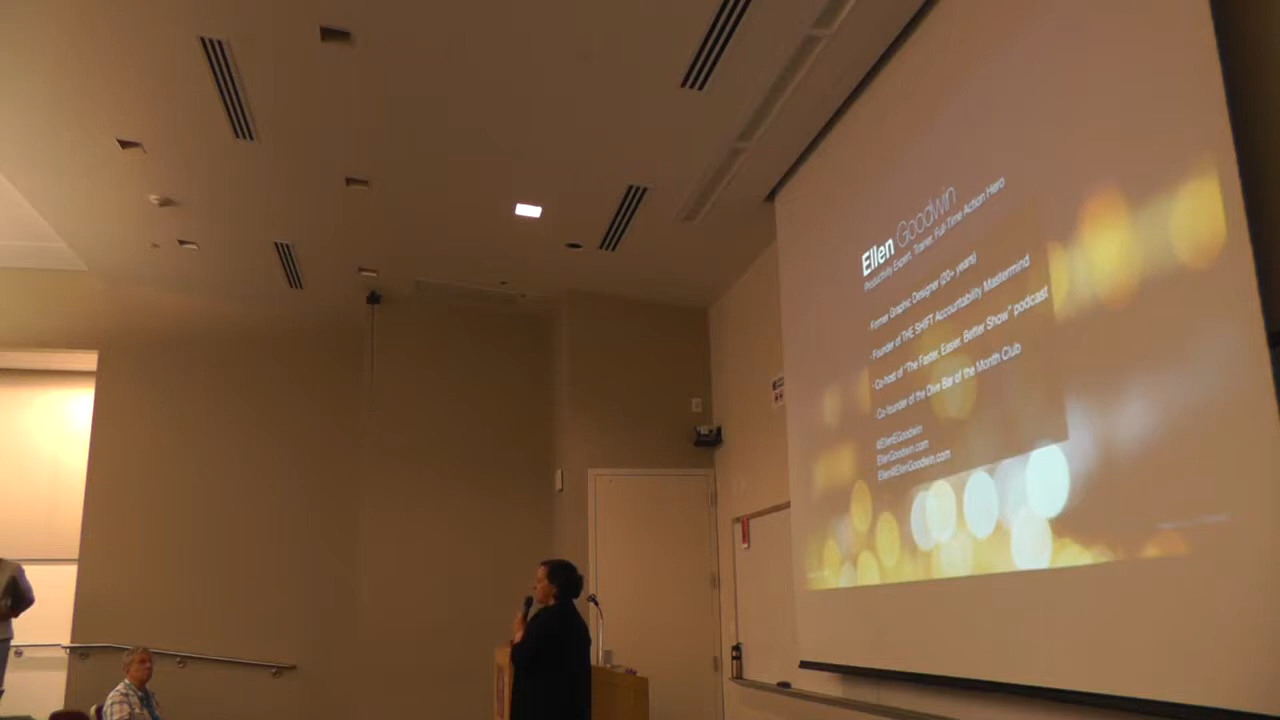 Ellen Goodwin
Productivity Expert, Trainer, Full-Time Action Hero
· Former Graphic Designer (20+ years)
· Founder of THE SHIFT Accountability Mastermind
· Co-host of "The Faster, Easier, Better Show" podcast
· Co-founder of the Dive Bar of the Month Club
@EllenEGoodwin
EllenGoodwin.com
Ellen@EllenGoodwin.com